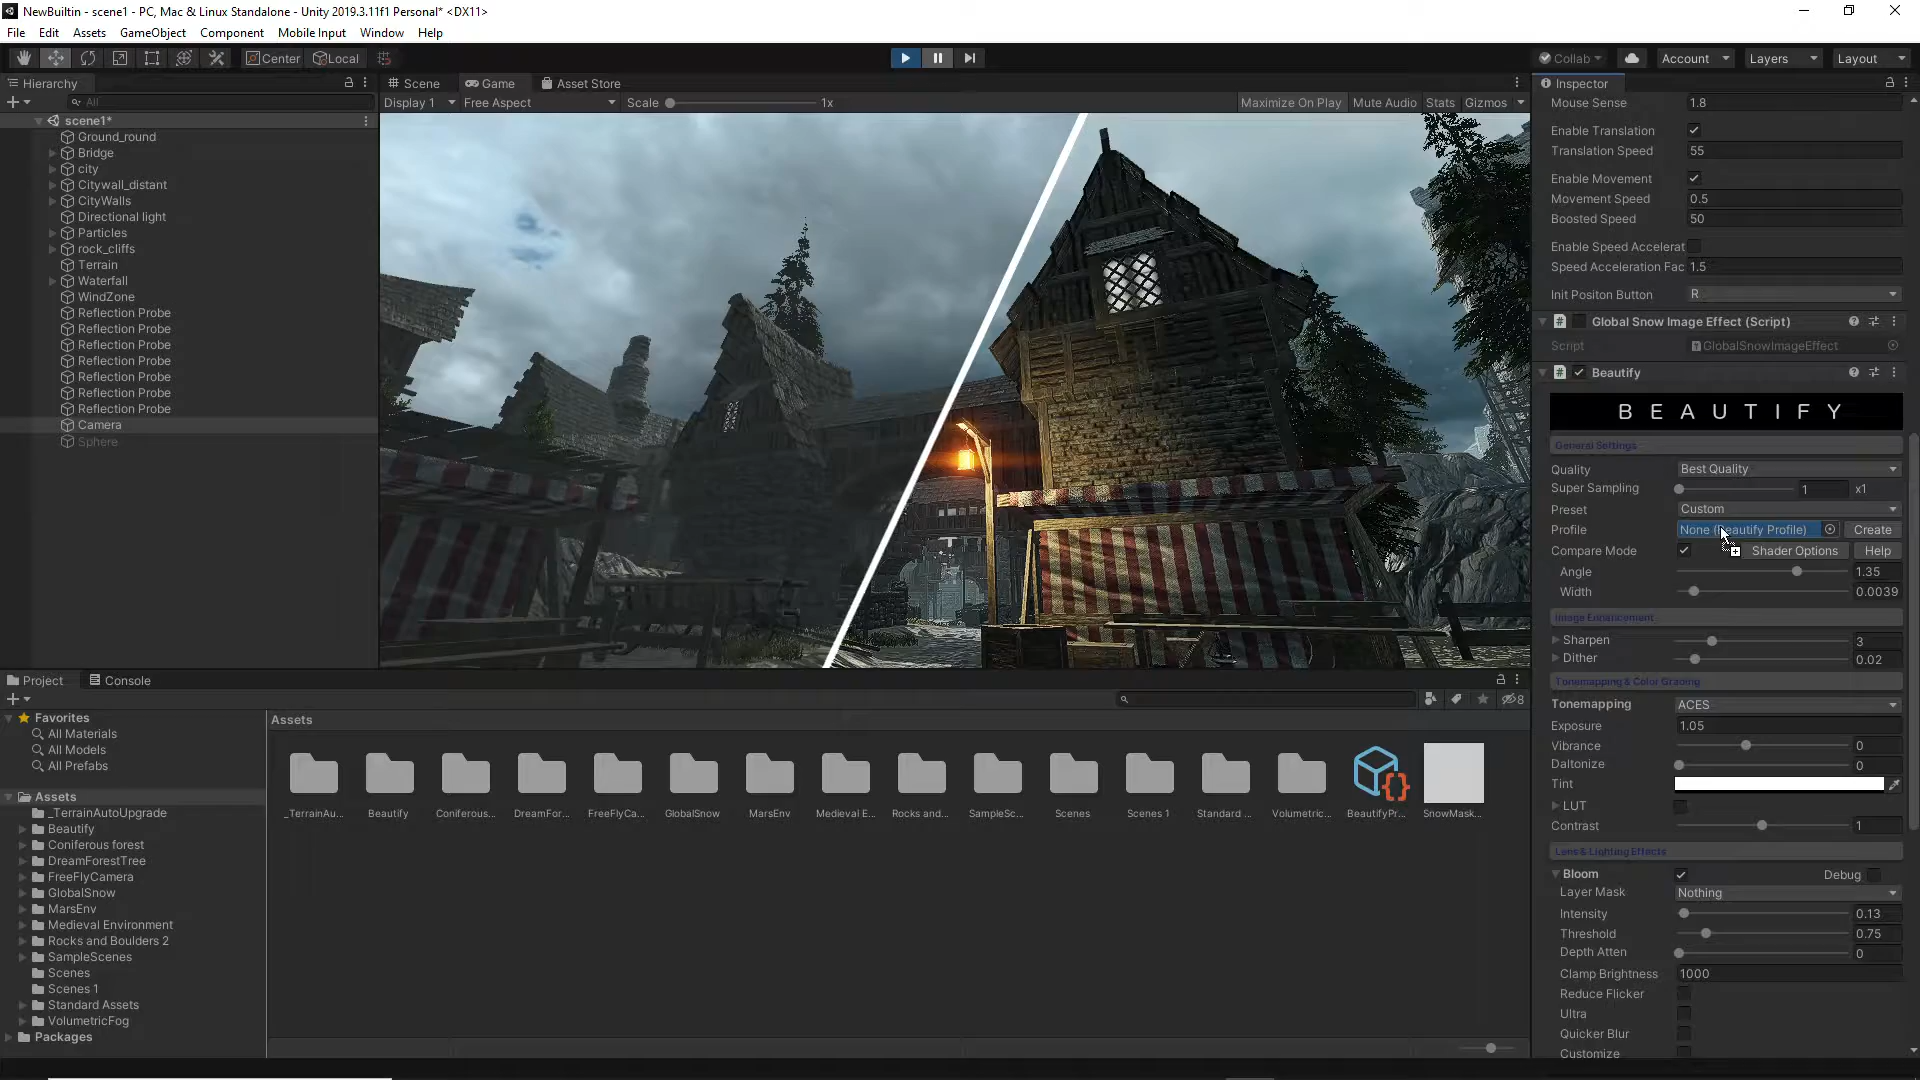 NewBuiltin - scene1 - PC, Mac & Linux Standalone - Unity 2019.3.11f1 Personal* <DX11>
File Edit Assets GameObject Component Mobile Input Window Help
Center Local Collab Account Layers Layout
Hierarchy
All
scene1*
Ground_round
Bridge
city
Citywall_distant
CityWalls
Directional light
Particles
rock_cliffs
Terrain
Waterfall
WindZone
Reflection Probe
Reflection Probe
Reflection Probe
Reflection Probe
Reflection Probe
Reflection Probe
Reflection Probe
Camera
Sphere
Scene Game Asset Store
Display 1 Free Aspect Scale 1x Maximize On Play Mute Audio Stats Gizmos
Inspector
Mouse Sense 1.8
Enable Translation
Translation Speed 55
Enable Movement
Movement Speed 0.5
Boosted Speed 50
Enable Speed Accelerat
Speed Acceleration Fac 1.5
Init Positon Button R
Global Snow Image Effect (Script)
Script GlobalSnowImageEffect
Beautify
BEAUTIFY
General Settings
Quality Best Quality
Super Sampling 1 x1
Preset Custom
Profile None (Beautify Profile) Create
Compare Mode Shader Options Help
Angle 1.35
Width 0.0039
Image Enhancement
Sharpen 3
Dither 0.02
Tonemapping & Color Grading
Tonemapping ACES
Exposure 1.05
Vibrance 0
Daltonize 0
Tint
LUT
Contrast 1
Lens & Lighting Effects
Bloom Debug
Layer Mask Nothing
Intensity 0.13
Threshold 0.75
Depth Atten 0
Clamp Brightness 1000
Reduce Flicker
Ultra
Quicker Blur
Customize
Project Console
8
Favorites
All Materials
All Models
All Prefabs
Assets
_TerrainAutoUpgrade
Beautify
Coniferous forest
DreamForestTree
FreeFlyCamera
GlobalSnow
MarsEnv
Medieval Environment
Rocks and Boulders 2
SampleScenes
Scenes
Scenes 1
Standard Assets
VolumetricFog
Packages
Assets
_TerrainAu... Beautify Coniferous... DreamFor... FreeFlyCa... GlobalSnow MarsEnv Medieval E... Rocks and... SampleSc... Scenes Scenes 1 Standard ... Volumetric... BeautifyPr... SnowMask...